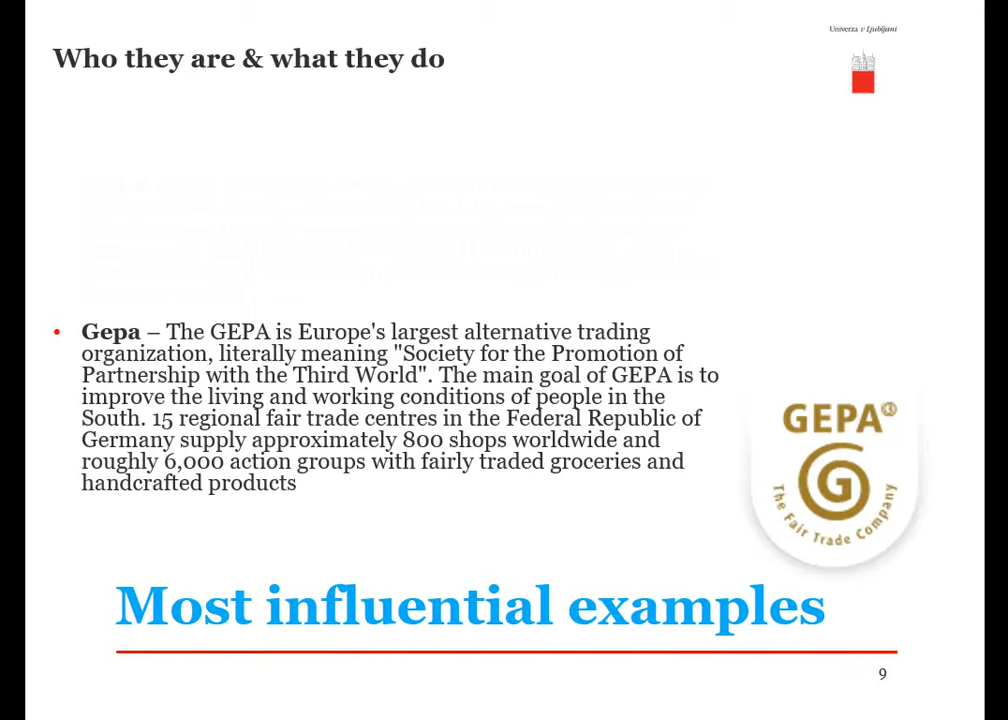 Univerza v Ljubljani
Who they are & what they do
• Gepa – The GEPA is Europe's largest alternative trading
organization, literally meaning "Society for the Promotion of
Partnership with the Third World". The main goal of GEPA is to
improve the living and working conditions of people in the
South. 15 regional fair trade centres in the Federal Republic of
Germany supply approximately 800 shops worldwide and
roughly 6,000 action groups with fairly traded groceries and
handcrafted products
GEPA
G
The Fair Trade Company
Most influential examples
9